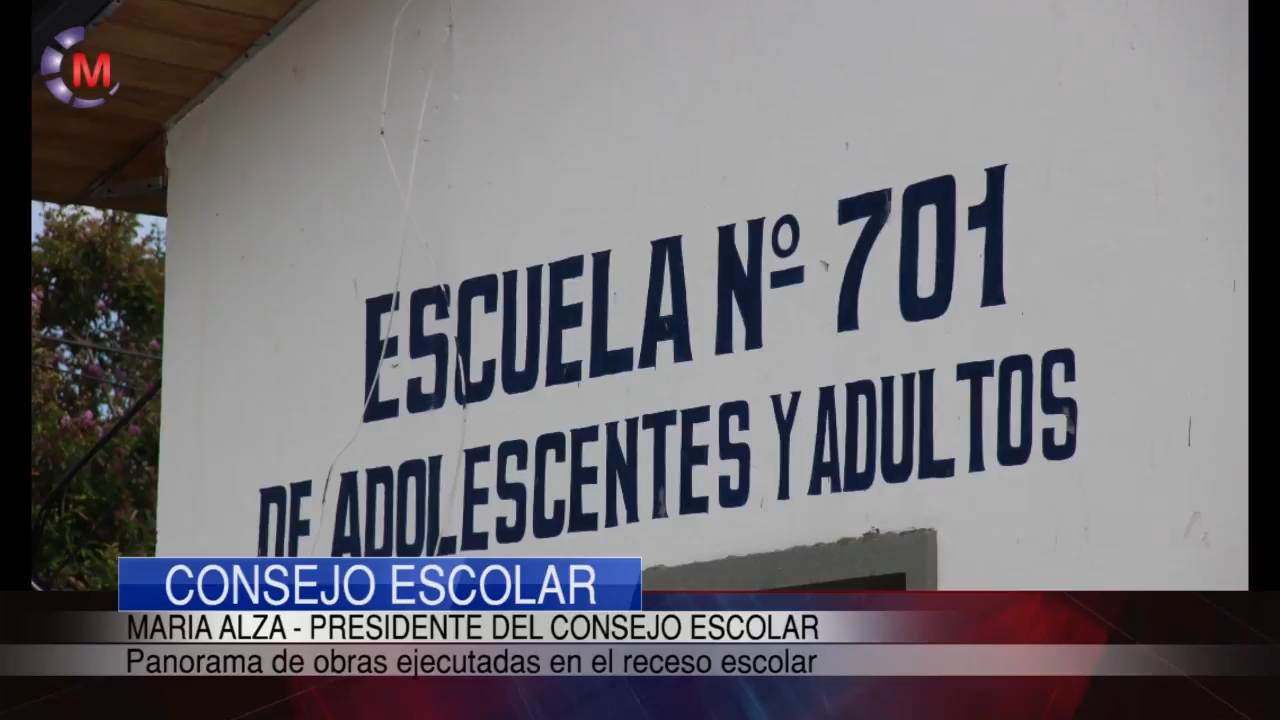 M
ESCUELA Nº 701
DE ADOLESCENTES Y ADULTOS
CONSEJO ESCOLAR
MARIA ALZA - PRESIDENTE DEL CONSEJO ESCOLAR
Panorama de obras ejecutadas en el receso escolar